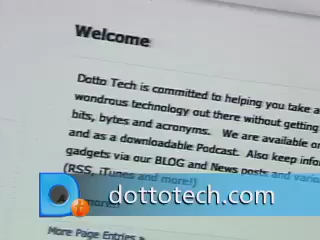 Welcome
Dotto Tech is committed to helping you take a
wondrous technology out there without getting
bits, bytes and acronyms. We are available on
and as a downloadable Podcast. Also keep info
gadgets via our BLOG and News posts and vario
(RSS, iTunes and more!)
dottotech.com
More Page Entries